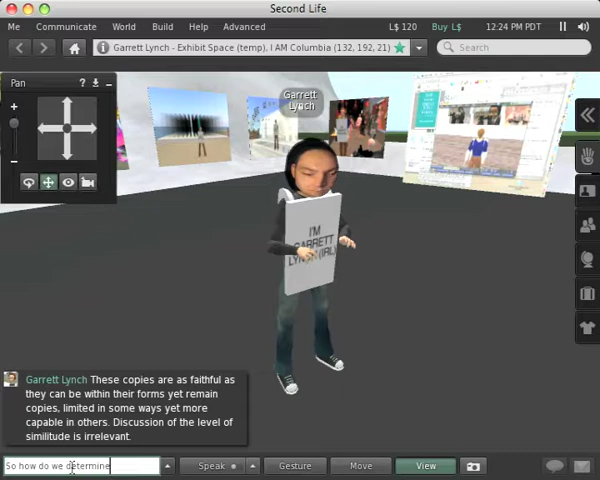 Second Life
Me Communicate World Build Help Advanced L$ 120 Buy L$ 12:24 PM PDT
Garrett Lynch - Exhibit Space (temp), I AM Columbia (132, 192, 21) Search
Pan ? 
Garrett
Lynch
I'M
GARRETT
LYNCH (IRL)
Garrett Lynch These copies are as faithful as
they can be within their forms yet remain
copies, limited in some ways yet more
capable in others. Discussion of the level of
similitude is irrelevant.
So how do we determine Speak Gesture Move View